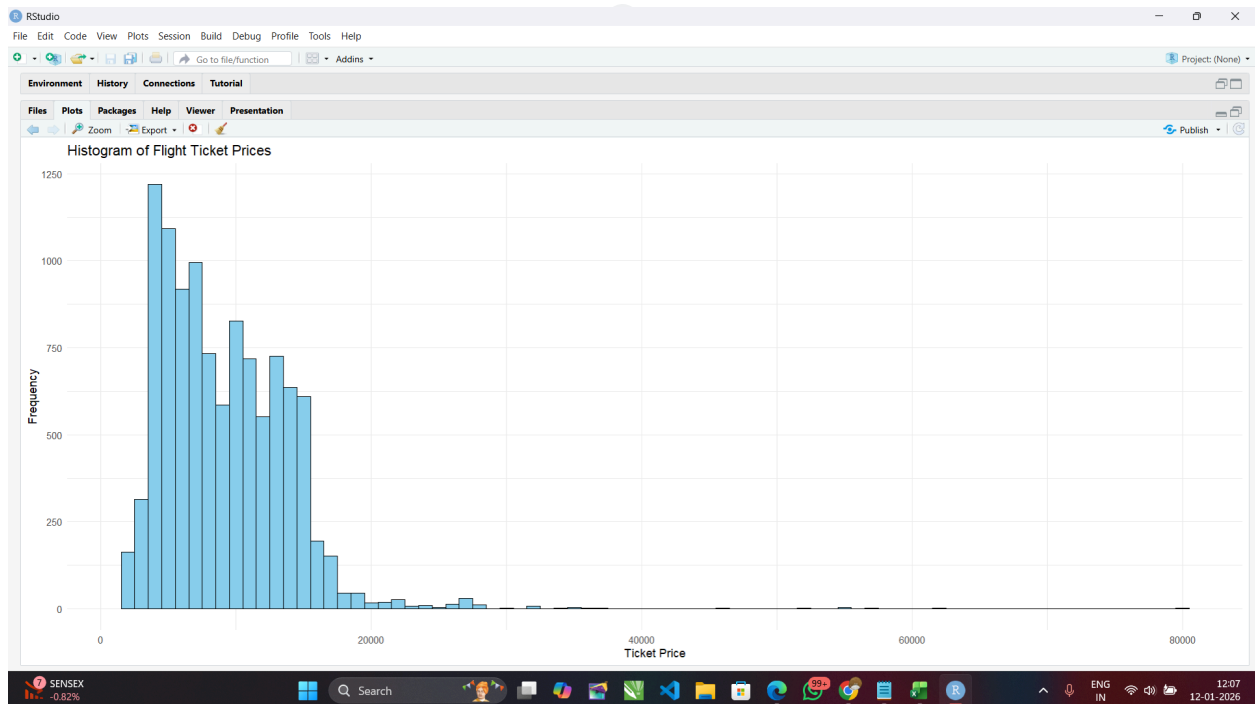 RStudio
File Edit Code View Plots Session Build Debug Profile Tools Help
Go to file/function Addins Project: (None)
Environment History Connections Tutorial
Files Plots Packages Help Viewer Presentation
Zoom Export Publish
Histogram of Flight Ticket Prices
1250
1000
750
500
250
0
Frequency
0 20000 40000 60000 80000
Ticket Price
7 SENSEX
-0.82%
Search
99+
ENG
IN
12:07
12-01-2026